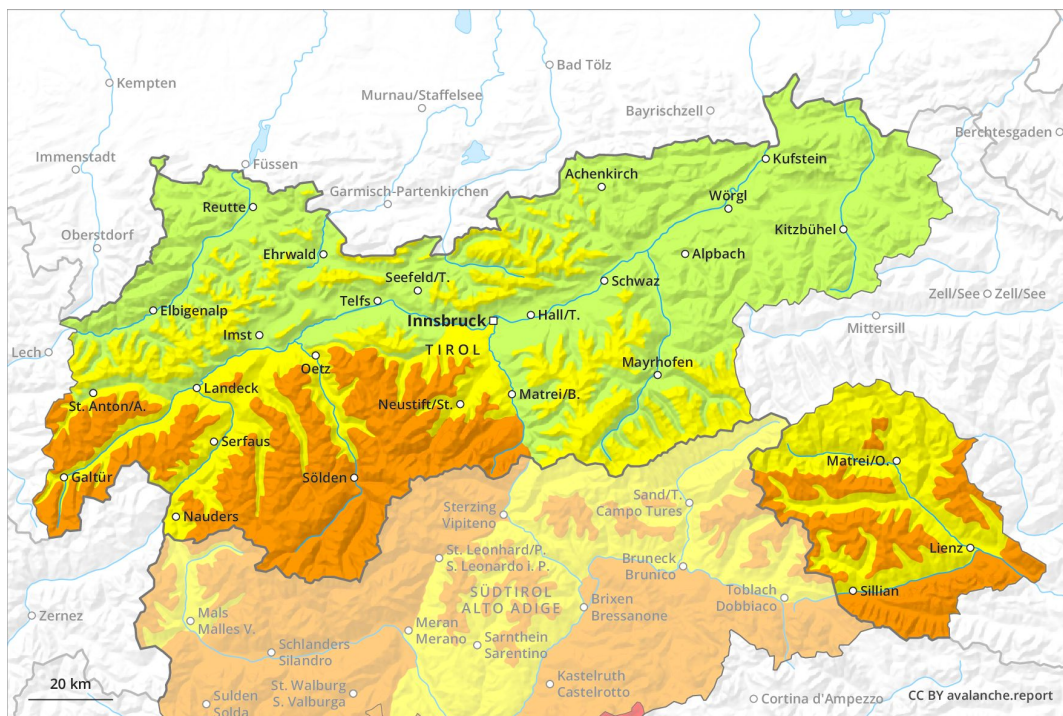 Kempten
Bad Tölz
Murnau/Staffelsee
Bayrischzell
Berchtesgaden
Immenstadt
Füssen
Kufstein
Achenkirch
Garmisch-Partenkirchen
Reutte
Wörgl
Oberstdorf
Kitzbühel
Ehrwald
Alpbach
Seefeld/T.
Schwaz
Zell/See
Zell/See
Telfs
Elbigenalp
Innsbruck
Hall/T.
Mittersill
Imst
Lech
TIROL
Oetz
Mayrhofen
Landeck
Matrei/B.
St. Anton/A.
Neustift/St.
Serfaus
Matrei/O.
Galtür
Sölden
Sand/T.
Campo Tures
Sterzing
Vipiteno
Nauders
Lienz
St. Leonhard/P.
S. Leonardo i. P.
Bruneck
Brunico
SÜDTIROL
ALTO ADIGE
Toblach
Dobbiaco
Sillian
Brixen
Bressanone
Zernez
Mals
Malles V.
Meran
Merano
Sarnthein
Sarentino
Schlanders
Silandro
Kastelruth
Castelrotto
20 km
St. Walburg
S. Valburga
Sulden
Solda
Cortina d'Ampezzo
CC BY avalanche.report